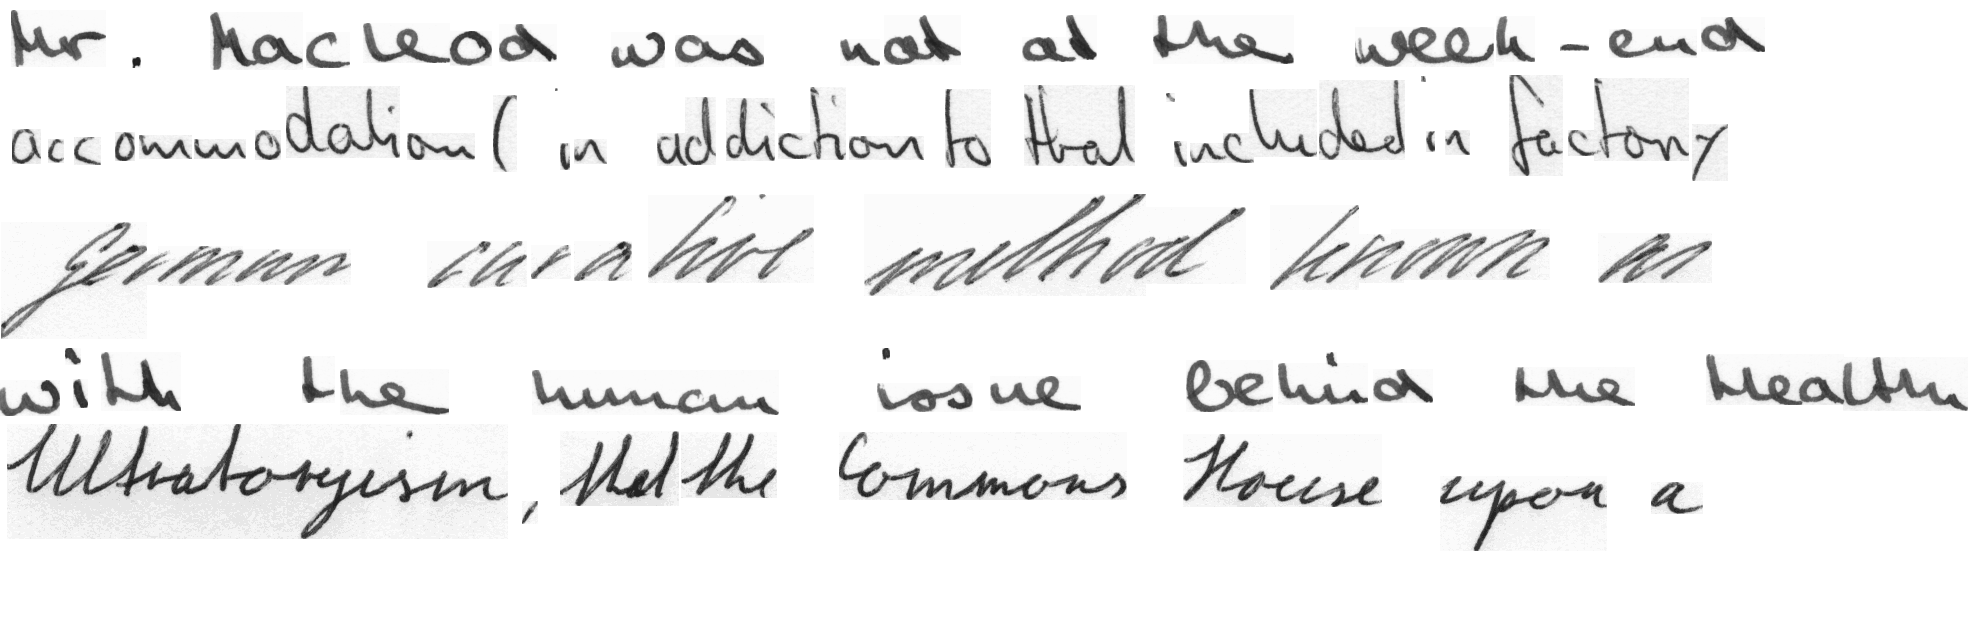 Mr. Macleod was not at the week-end
accommodation ( in addiction to that included in factory
German curative method known as
with the human issue behind the Health
Ultratoryism, that the Commons House upon a